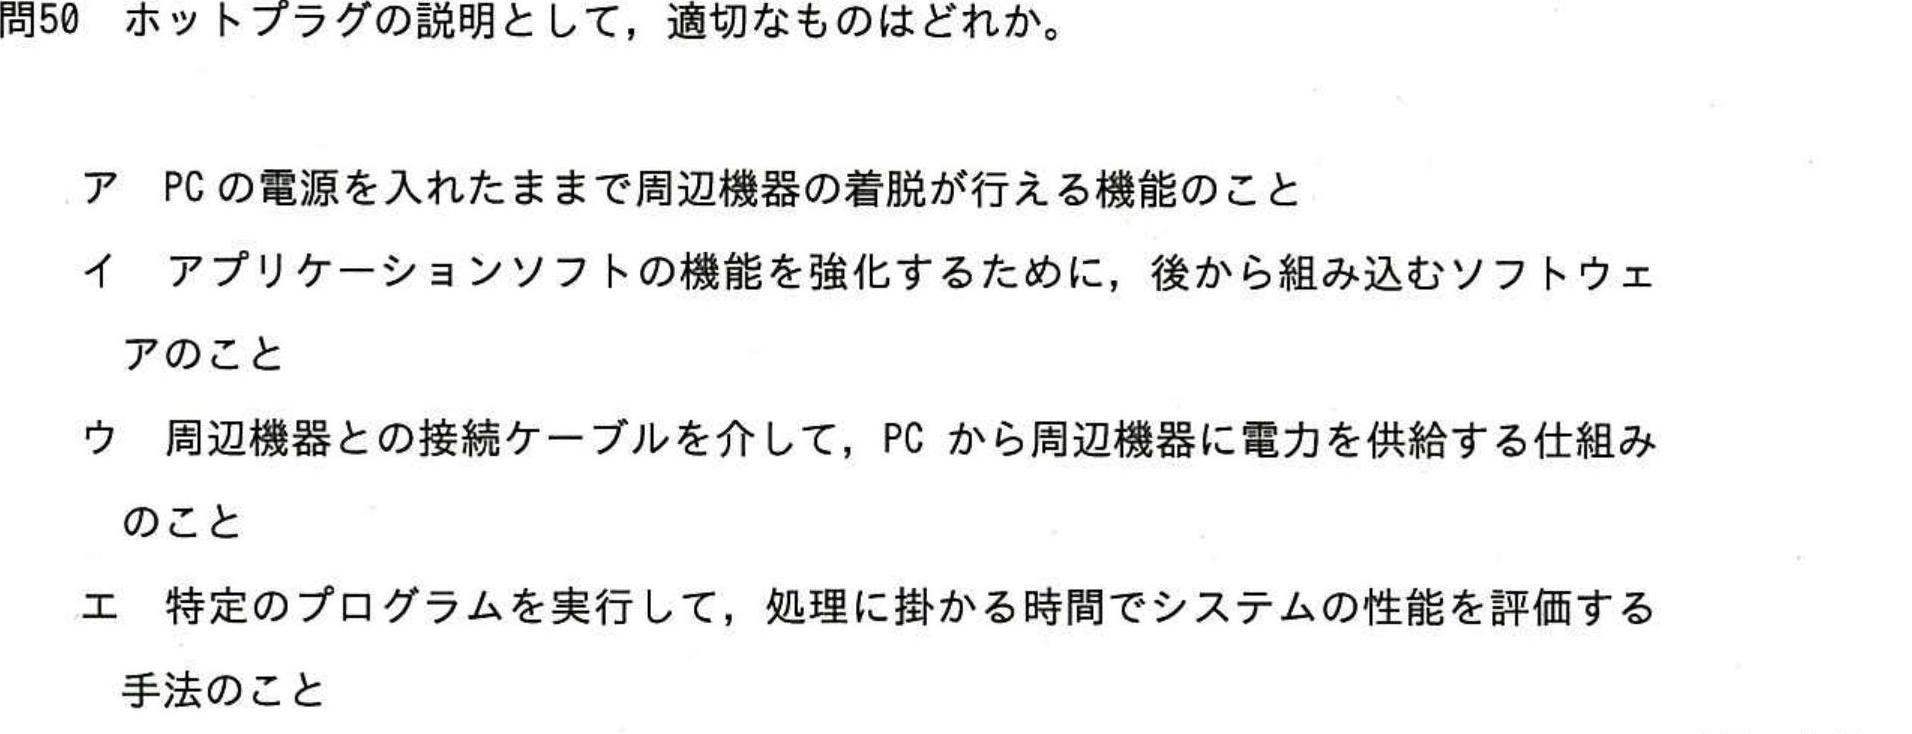 問50　ホットプラグの説明として，適切なものはどれか。
ア　PCの電源を入れたままで周辺機器の着脱が行える機能のこと
イ　アプリケーションソフトの機能を強化するために，後から組み込むソフトウェ
アのこと
ウ　周辺機器との接続ケーブルを介して，PC から周辺機器に電力を供給する仕組み
のこと
エ　特定のプログラムを実行して，処理に掛かる時間でシステムの性能を評価する
手法のこと